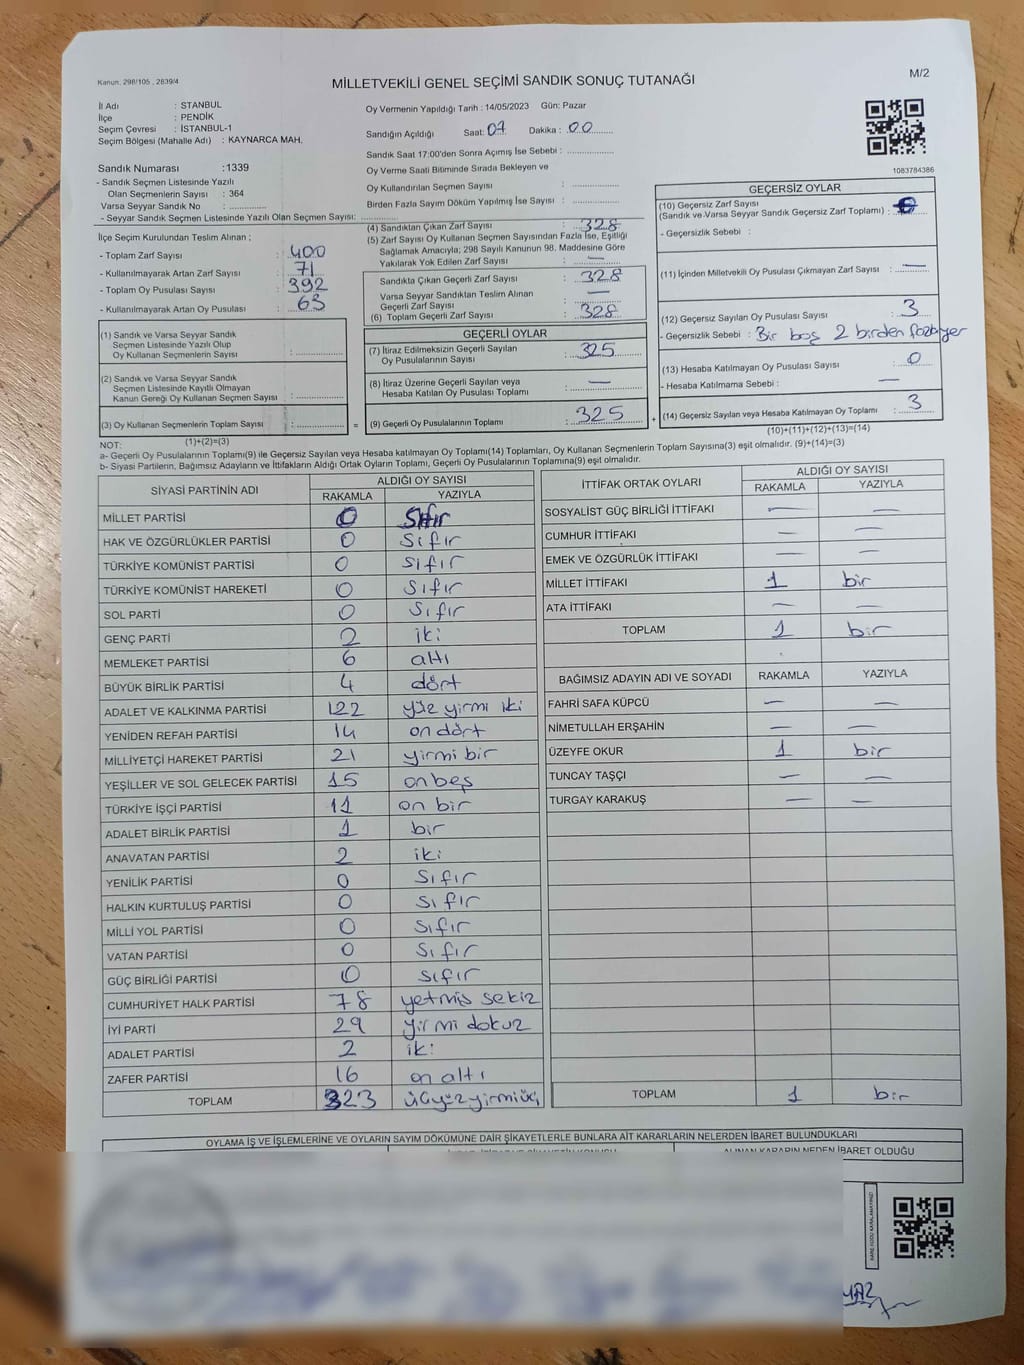 Kanun, 298/105 , 2839/4
MİLLETVEKİLİ GENEL SEÇİMİ SANDIK SONUÇ TUTANAĞI
M/2
İl Adı : STANBUL
İlçe : PENDİK
Seçim Çevresi : İSTANBUL-1
Seçim Bölgesi (Mahalle Adı) : KAYNARCA MAH.
Oy Vermenin Yapıldığı Tarih : 14/05/2023 Gün: Pazar
Sandığın Açıldığı Saat: 07 Dakika : 00
Sandık Saat 17:00'den Sonra Açımış İse Sebebi :
Oy Verme Saati Bitiminde Sırada Bekleyen ve
Oy Kullandırılan Seçmen Sayısı :
Birden Fazla Sayım Döküm Yapılmış İse Sayısı :
1083784386
Sandık Numarası :1339
- Sandık Seçmen Listesinde Yazılı
Olan Seçmenlerin Sayısı : 364
Varsa Seyyar Sandık No :
- Seyyar Sandık Seçmen Listesinde Yazılı Olan Seçmen Sayısı:
İlçe Seçim Kurulundan Teslim Alınan ;
- Toplam Zarf Sayısı : 400
- Kullanılmayarak Artan Zarf Sayısı : 71
- Toplam Oy Pusulası Sayısı : 392
- Kullanılmayarak Artan Oy Pusulası : 63
(1) Sandık ve Varsa Seyyar Sandık
Seçmen Listesinde Yazılı Olup
Oy Kullanan Seçmenlerin Sayısı :
(2) Sandık ve Varsa Seyyar Sandık
Seçmen Listesinde Kayıtlı Olmayan
Kanun Gereği Oy Kullanan Seçmen Sayısı :
(3) Oy Kullanan Seçmenlerin Toplam Sayısı :
(1)+(2)=(3)
(4) Sandıktan Çıkan Zarf Sayısı : 328
(5) Zarf Sayısı Oy Kullanan Seçmen Sayısından Fazla İse, Eşitliği
Sağlamak Amacıyla; 298 Sayılı Kanunun 98. Maddesine Göre
Yakılarak Yok Edilen Zarf Sayısı : —
Sandıkta Çıkan Geçerli Zarf Sayısı : 328
Varsa Seyyar Sandıktan Teslim Alınan
Geçerli Zarf Sayısı : —
(6) Toplam Geçerli Zarf Sayısı : 328
GEÇERLİ OYLAR
(7) İtiraz Edilmeksizin Geçerli Sayılan
Oy Pusulalarının Sayısı : 325
(8) İtiraz Üzerine Geçerli Sayılan veya
Hesaba Katılan Oy Pusulası Toplamı : —
= (9) Geçerli Oy Pusulalarının Toplamı : 325 +
GEÇERSİZ OYLAR
(10) Geçersiz Zarf Sayısı
(Sandık ve Varsa Seyyar Sandık Geçersiz Zarf Toplamı) :
- Geçersizlik Sebebi :
(11) İçinden Milletvekili Oy Pusulası Çıkmayan Zarf Sayısı : —
(12) Geçersiz Sayılan Oy Pusulası Sayısı : 3
- Geçersizlik Sebebi : Bir boş 2 birden fazla yer
(13) Hesaba Katılmayan Oy Pusulası Sayısı : 0
- Hesaba Katılmama Sebebi : —
(14) Geçersiz Sayılan veya Hesaba Katılmayan Oy Toplamı : 3
(10)+(11)+(12)+(13)=(14)
NOT:
a- Geçerli Oy Pusulalarının Toplamı(9) ile Geçersiz Sayılan veya Hesaba katılmayan Oy Toplamı(14) Toplamları, Oy Kullanan Seçmenlerin Toplam Sayısına(3) eşit olmalıdır. (9)+(14)=(3)
b- Siyasi Partilerin, Bağımsız Adayların ve İttifakların Aldığı Ortak Oyların Toplamı, Geçerli Oy Pusulalarının Toplamına(9) eşit olmalıdır.
SİYASİ PARTİNİN ADI ALDIĞI OY SAYISI
RAKAMLA YAZIYLA
MİLLET PARTİSİ 0 Sıfır
HAK VE ÖZGÜRLÜKLER PARTİSİ 0 Sıfır
TÜRKİYE KOMÜNİST PARTİSİ 0 Sıfır
TÜRKİYE KOMÜNİST HAREKETİ 0 Sıfır
SOL PARTİ 0 Sıfır
GENÇ PARTİ 2 iki
MEMLEKET PARTİSİ 6 altı
BÜYÜK BİRLİK PARTİSİ 4 dört
ADALET VE KALKINMA PARTİSİ 122 yüz yirmi iki
YENİDEN REFAH PARTİSİ 14 on dört
MİLLİYETÇİ HAREKET PARTİSİ 21 yirmi bir
YEŞİLLER VE SOL GELECEK PARTİSİ 15 on beş
TÜRKİYE İŞÇİ PARTİSİ 11 on bir
ADALET BİRLİK PARTİSİ 1 bir
ANAVATAN PARTİSİ 2 iki
YENİLİK PARTİSİ 0 Sıfır
HALKIN KURTULUŞ PARTİSİ 0 Sıfır
MİLLİ YOL PARTİSİ 0 Sıfır
VATAN PARTİSİ 0 Sıfır
GÜÇ BİRLİĞİ PARTİSİ 0 sıfır
CUMHURİYET HALK PARTİSİ 78 yetmiş sekiz
İYİ PARTİ 29 yirmi dokuz
ADALET PARTİSİ 2 iki
ZAFER PARTİSİ 16 on altı
TOPLAM 323 üçyüzyirmiüç
İTTİFAK ORTAK OYLARI ALDIĞI OY SAYISI
RAKAMLA YAZIYLA
SOSYALİST GÜÇ BİRLİĞİ İTTİFAKI — —
CUMHUR İTTİFAKI — —
EMEK VE ÖZGÜRLÜK İTTİFAKI — —
MİLLET İTTİFAKI 1 bir
ATA İTTİFAKI — —
TOPLAM 1 bir
BAĞIMSIZ ADAYIN ADI VE SOYADI RAKAMLA YAZIYLA
FAHRİ SAFA KÜPCÜ — —
NİMETULLAH ERŞAHİN — —
ÜZEYFE OKUR 1 bir
TUNCAY TAŞÇI — —
TURGAY KARAKUŞ — —
TOPLAM 1 bir
OYLAMA İŞ VE İŞLEMLERİNE VE OYLARIN SAYIM DÖKÜMÜNE DAİR ŞİKAYETLERLE BUNLARA AİT KARARLARIN NELERDEN İBARET BULUNDUKLARI
ALINAN KARARIN NEDEN İBARET OLDUĞU
KARE KODU KARALAMAYINIZ!